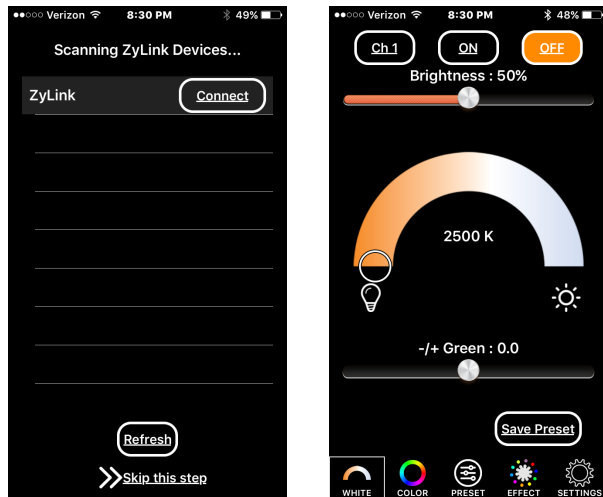 Verizon 8:30 PM 49%
Scanning ZyLink Devices...
ZyLink Connect
Refresh
Skip this step
Verizon 8:30 PM 48%
Ch 1 ON OFF
Brightness : 50%
2500 K
-/+ Green : 0.0
Save Preset
WHITE COLOR PRESET EFFECT SETTINGS